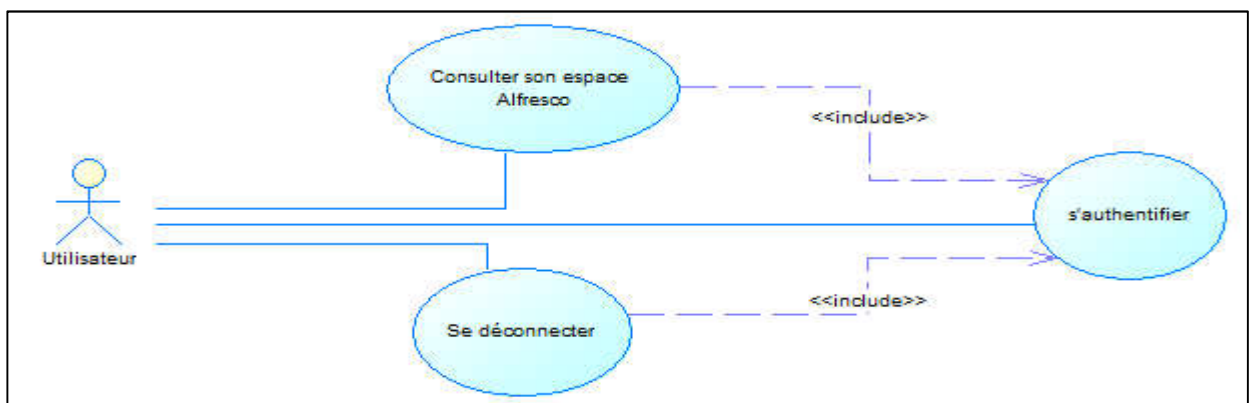 Consulter son espace
Alfresco
<<include>>
s'authentifier
Utilisateur
<<include>>
Se déconnecter